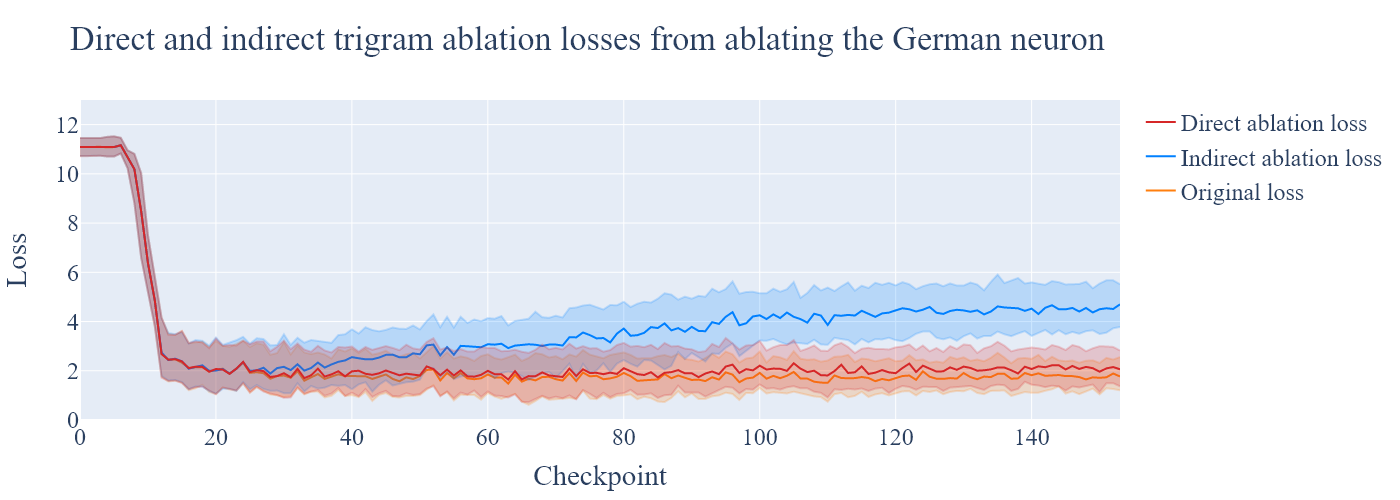 Direct and indirect trigram ablation losses from ablating the German neuron
Direct ablation loss
Indirect ablation loss
Original loss
Loss
12
10
8
6
4
2
0
0 20 40 60 80 100 120 140
Checkpoint